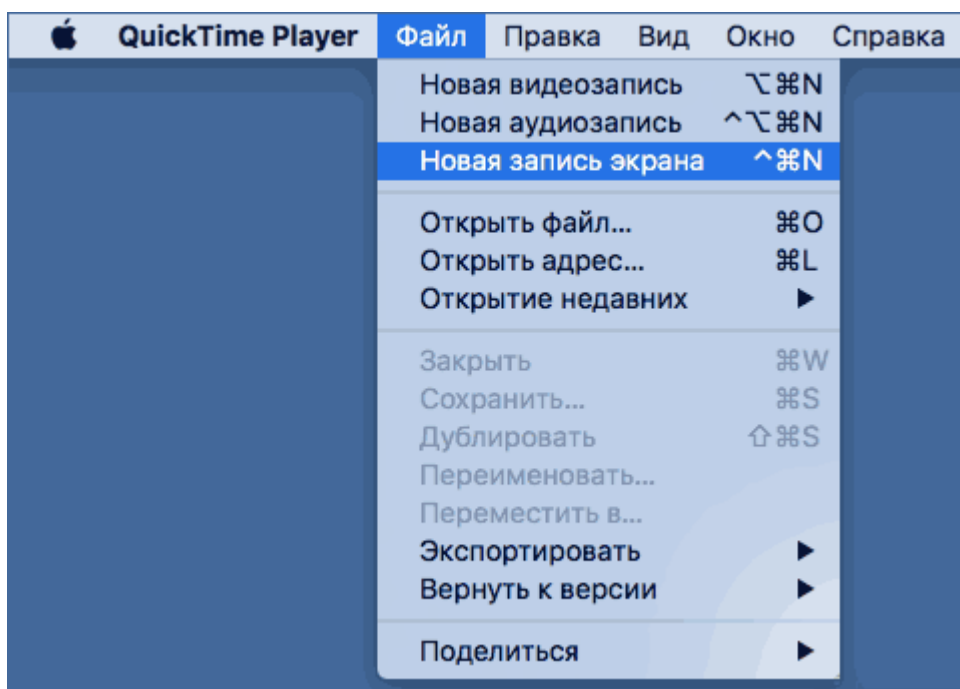 QuickTime Player Файл Правка Вид Окно Справка
Новая видеозапись ⌥⌘N
Новая аудиозапись ^⌥⌘N
Новая запись экрана ^⌘N
Открыть файл... ⌘O
Открыть адрес... ⌘L
Открытие недавних ▶
Закрыть ⌘W
Сохранить... ⌘S
Дублировать ⇧⌘S
Переименовать...
Переместить в...
Экспортировать ▶
Вернуть к версии ▶
Поделиться ▶